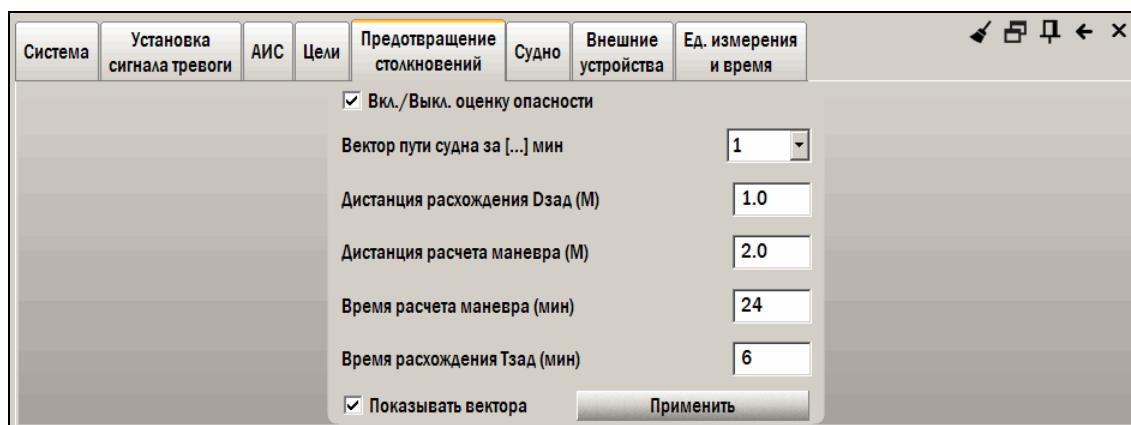 Система
Установка
сигнала тревоги
АИС
Цели
Предотвращение
столкновений
Судно
Внешние
устройства
Ед. измерения
и время
Вкл./Выкл. оценку опасности
Вектор пути судна за [...] мин
1
Дистанция расхождения Dзад (М)
1.0
Дистанция расчета маневра (М)
2.0
Время расчета маневра (мин)
24
Время расхождения Тзад (мин)
6
Показывать вектора
Применить